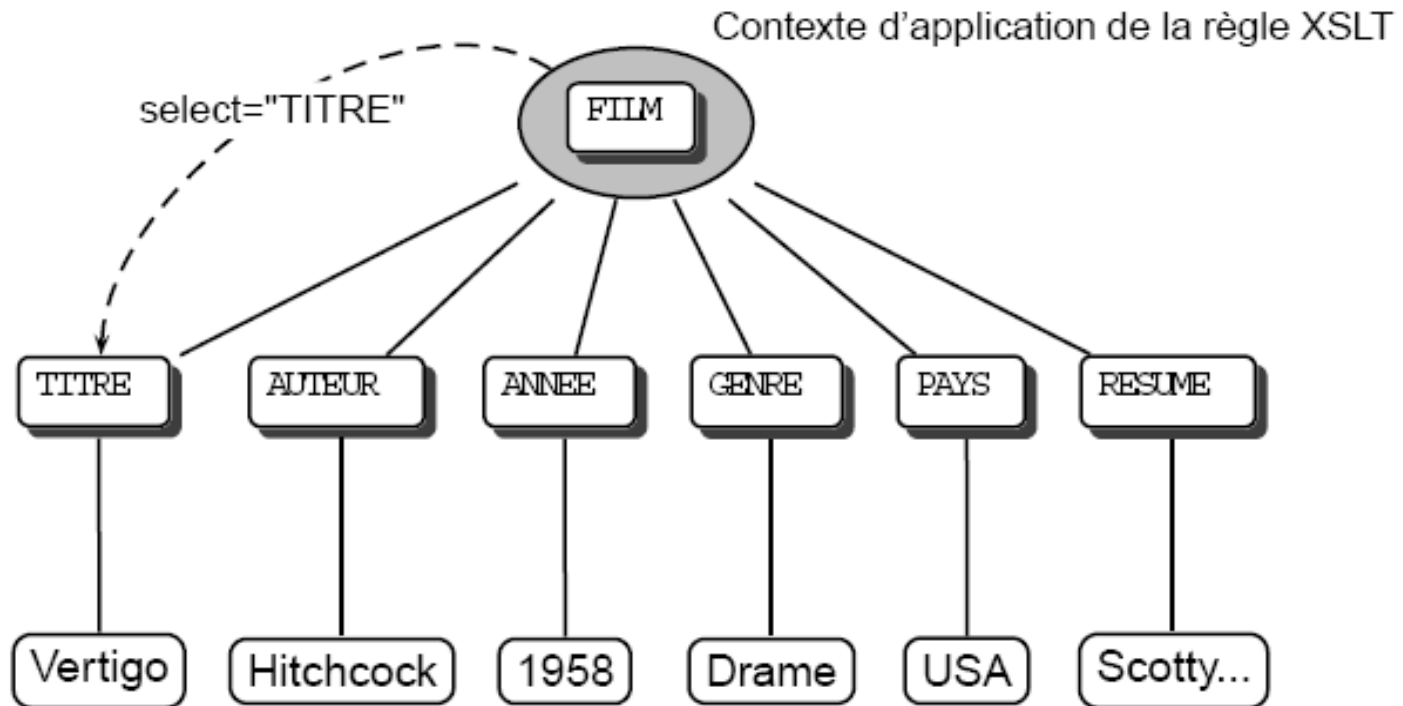 Contexte d'application de la règle XSLT
select="TITRE"
FILM
TITRE
AUTEUR
ANNEE
GENRE
PAYS
RESUME
Vertigo
Hitchcock
1958
Drame
USA
Scotty...